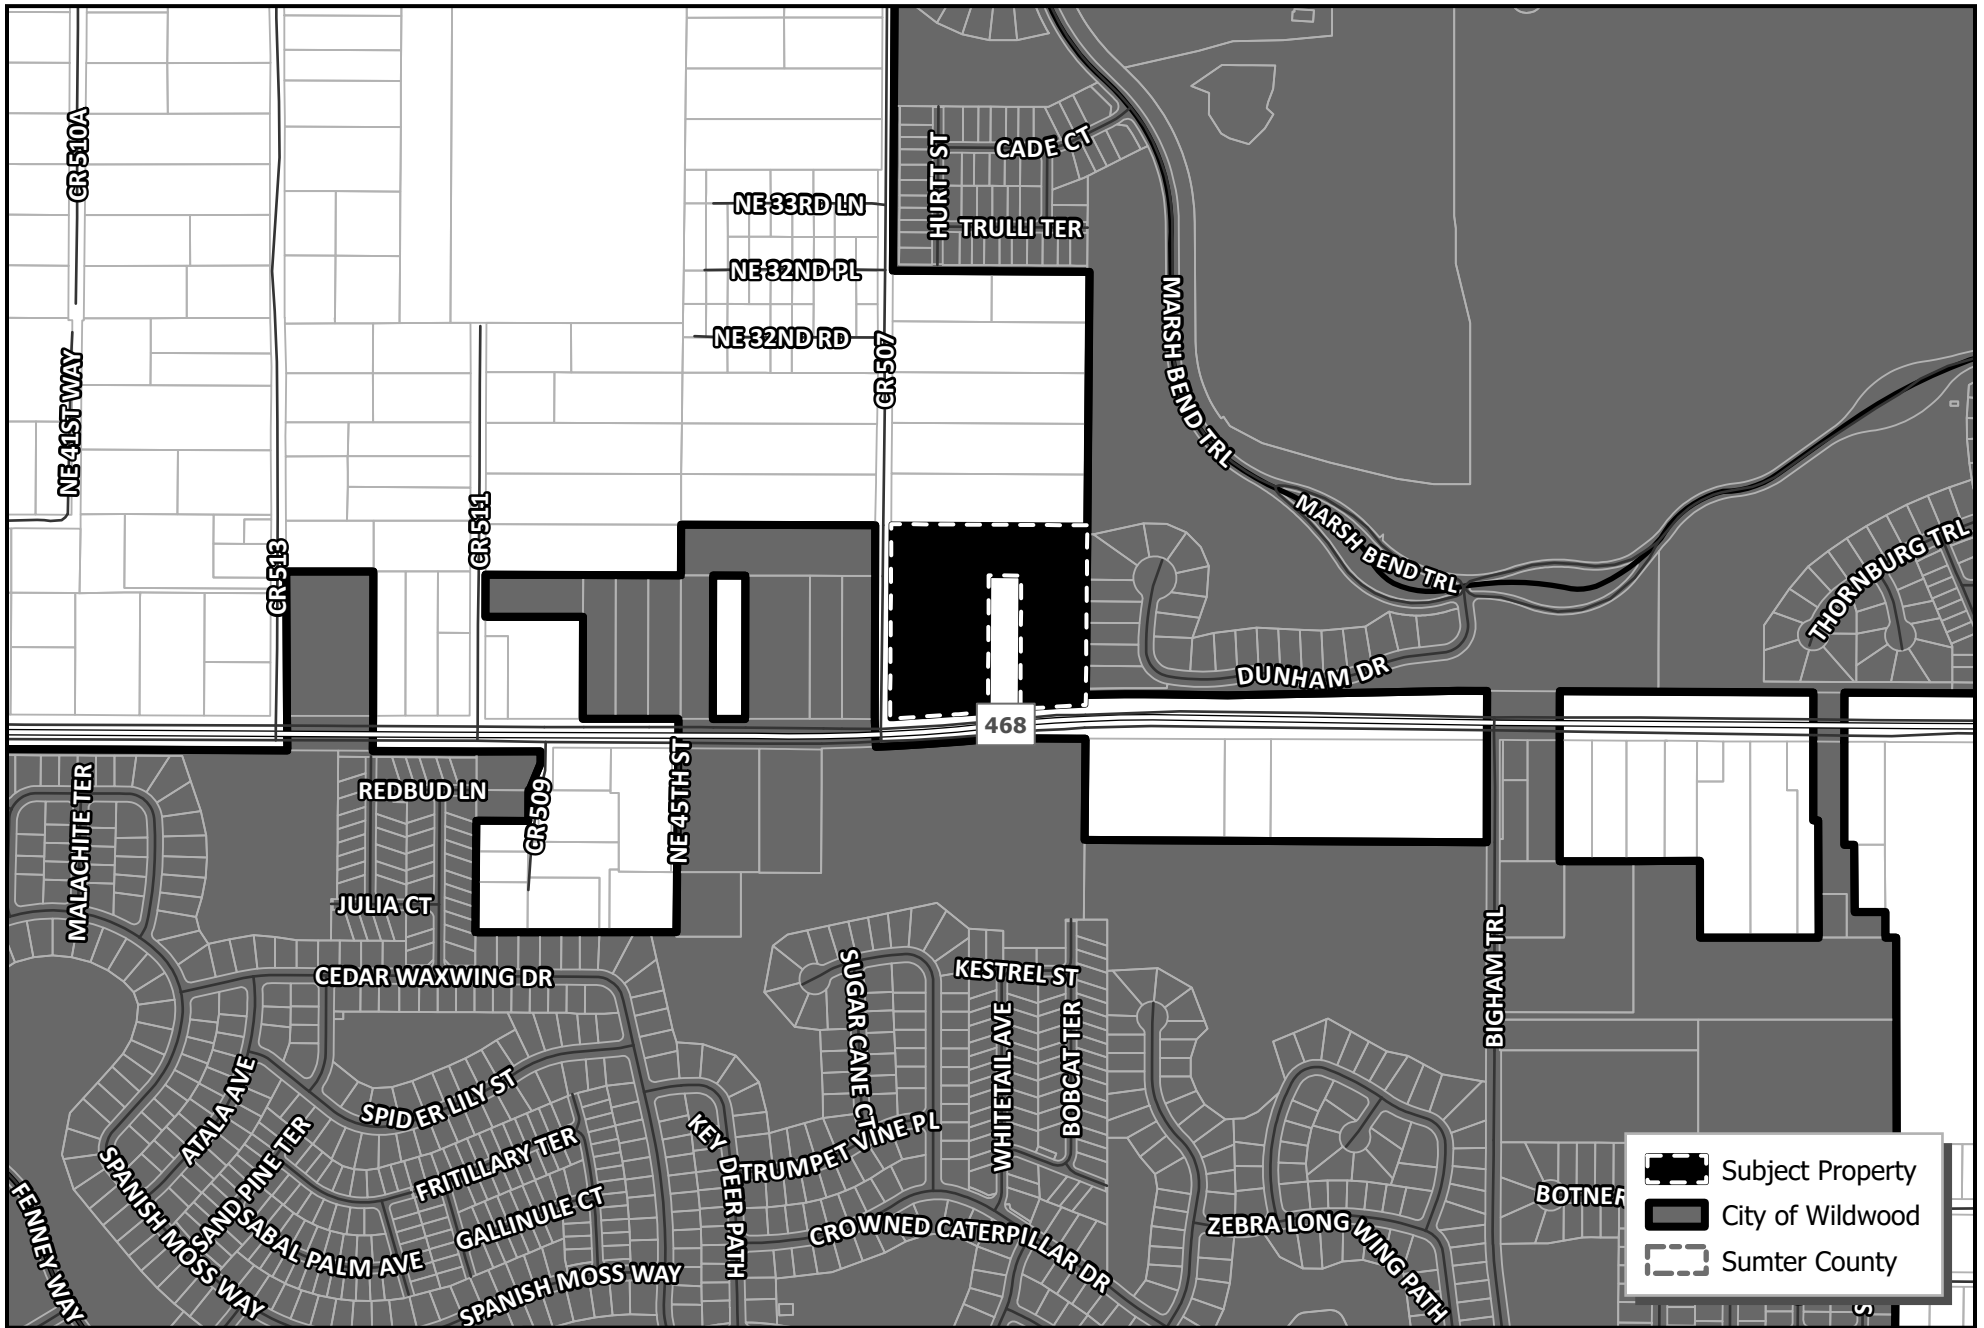 CR 510A
HURTT ST
CADE CT
NE 33RD LN
TRULLI TER
NE 32ND PL
NE 32ND RD
CR 507
MARSH BEND TRL
NE 41ST WAY
CR 511
CR 513
MARSH BEND TRL
THORNBURG TRL
DUNHAM DR
468
MALACHITE TER
REDBUD LN
CR 509
NE 45TH ST
JULIA CT
CEDAR WAXWING DR
SUGAR CANE CT
KESTREL ST
WHITETAIL AVE
BOBCAT TER
BIGHAM TRL
ATALA AVE
SPIDER LILY ST
SAND PINE TER
FRITILLARY TER
KEY DEER PATH
TRUMPET VINE PL
SPANISH MOSS WAY
SABAL PALM AVE
GALLINULE CT
CROWNED CATERPILLAR DR
ZEBRA LONG WING PATH
BOTNER
FENNEY WAY
SPANISH MOSS WAY
Subject Property
City of Wildwood
Sumter County